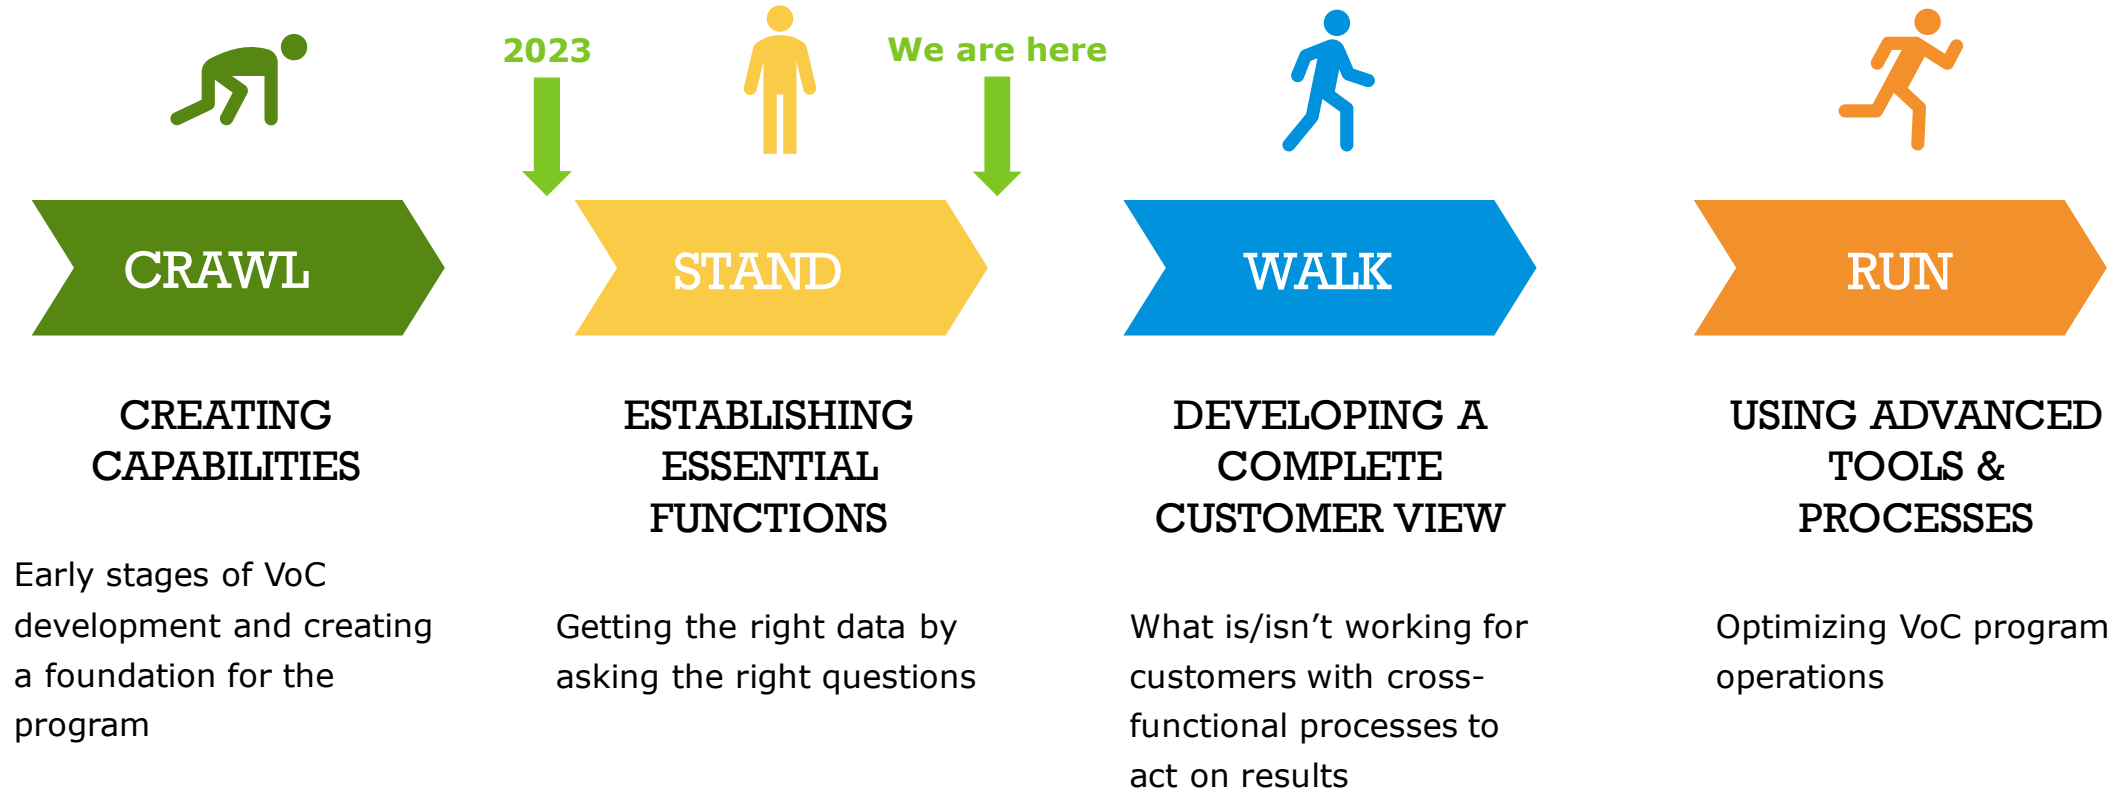 2023
We are here
CRAWL
STAND
WALK
RUN
CREATING
CAPABILITIES
Early stages of VoC
development and creating
a foundation for the
program
ESTABLISHING
ESSENTIAL
FUNCTIONS
Getting the right data by
asking the right questions
DEVELOPING A
COMPLETE
CUSTOMER VIEW
What is/isn’t working for
customers with cross-
functional processes to
act on results
USING ADVANCED
TOOLS &
PROCESSES
Optimizing VoC program
operations